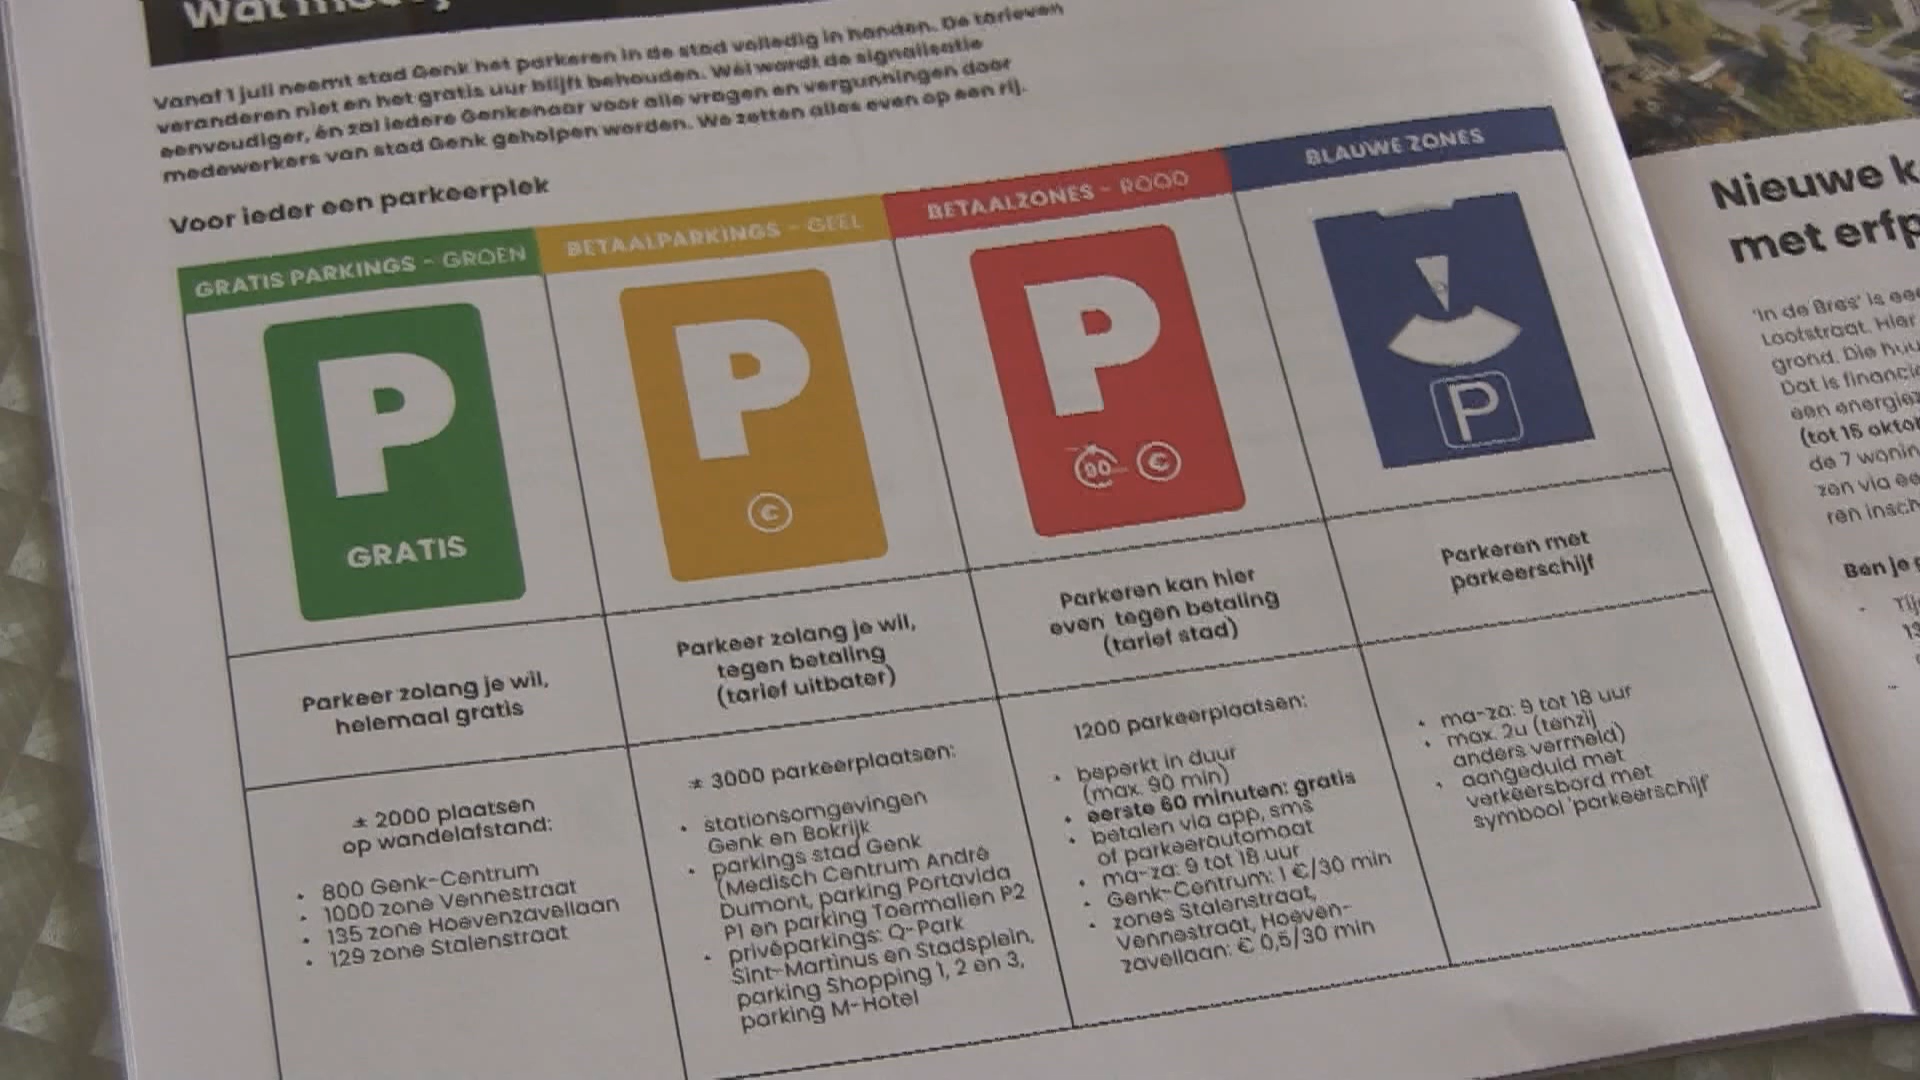 Wat
Vanaf 1 juli neemt stad Genk het parkeren in de stad volledig in handen. De tarieven
veranderen niet en het gratis uur blijft behouden. Wél wordt de signalisatie
eenvoudiger, én zal iedere Genkenaar voor alle vragen en vergunningen door
medewerkers van stad Genk geholpen worden. We zetten alles even op een rij.
Voor ieder een parkeerplek
GRATIS PARKINGS - GROEN
P
GRATIS
Parkeer zolang je wil,
helemaal gratis
± 2000 plaatsen
op wandelafstand:
• 800 Genk-Centrum
• 1000 zone Vennestraat
• 135 zone Hoevenzavellaan
• 129 zone Stalenstraat
BETAALPARKINGS - GEEL
P
€
Parkeer zolang je wil,
tegen betaling
(tarief uitbater)
± 3000 parkeerplaatsen:
• stationsomgevingen
Genk en Bokrijk
• parkings stad Genk
(Medisch Centrum André
Dumont, parking Portavida
P1 en parking Toermalien P2
• privéparkings: Q-Park
Sint-Martinus en Stadsplein,
parking Shopping 1, 2 en 3,
parking M-Hotel
BETAALZONES - ROOD
P
90 €
Parkeren kan hier
even tegen betaling
(tarief stad)
1200 parkeerplaatsen:
• beperkt in duur
(max. 90 min)
• eerste 60 minuten: gratis
• betalen via app, sms
of parkeerautomaat
• ma-za: 9 tot 18 uur
• Genk-Centrum: 1 €/30 min
• zones Stalenstraat,
Vennestraat, Hoeven-
zavellaan: € 0,5/30 min
BLAUWE ZONES
P
Parkeren met
parkeerschijf
• ma-za: 9 tot 18 uur
• max. 2u (tenzij
anders vermeld)
• aangeduid met
verkeersbord met
symbool 'parkeerschijf'
Nieuwe k
met erfp
'In de Bres' is ee
Lootstraat. Hier
grond. Die huu
Dat is financi
een energie
(tot 15 oktob
de 7 wonin
zen via ee
ren insch
Ben je g